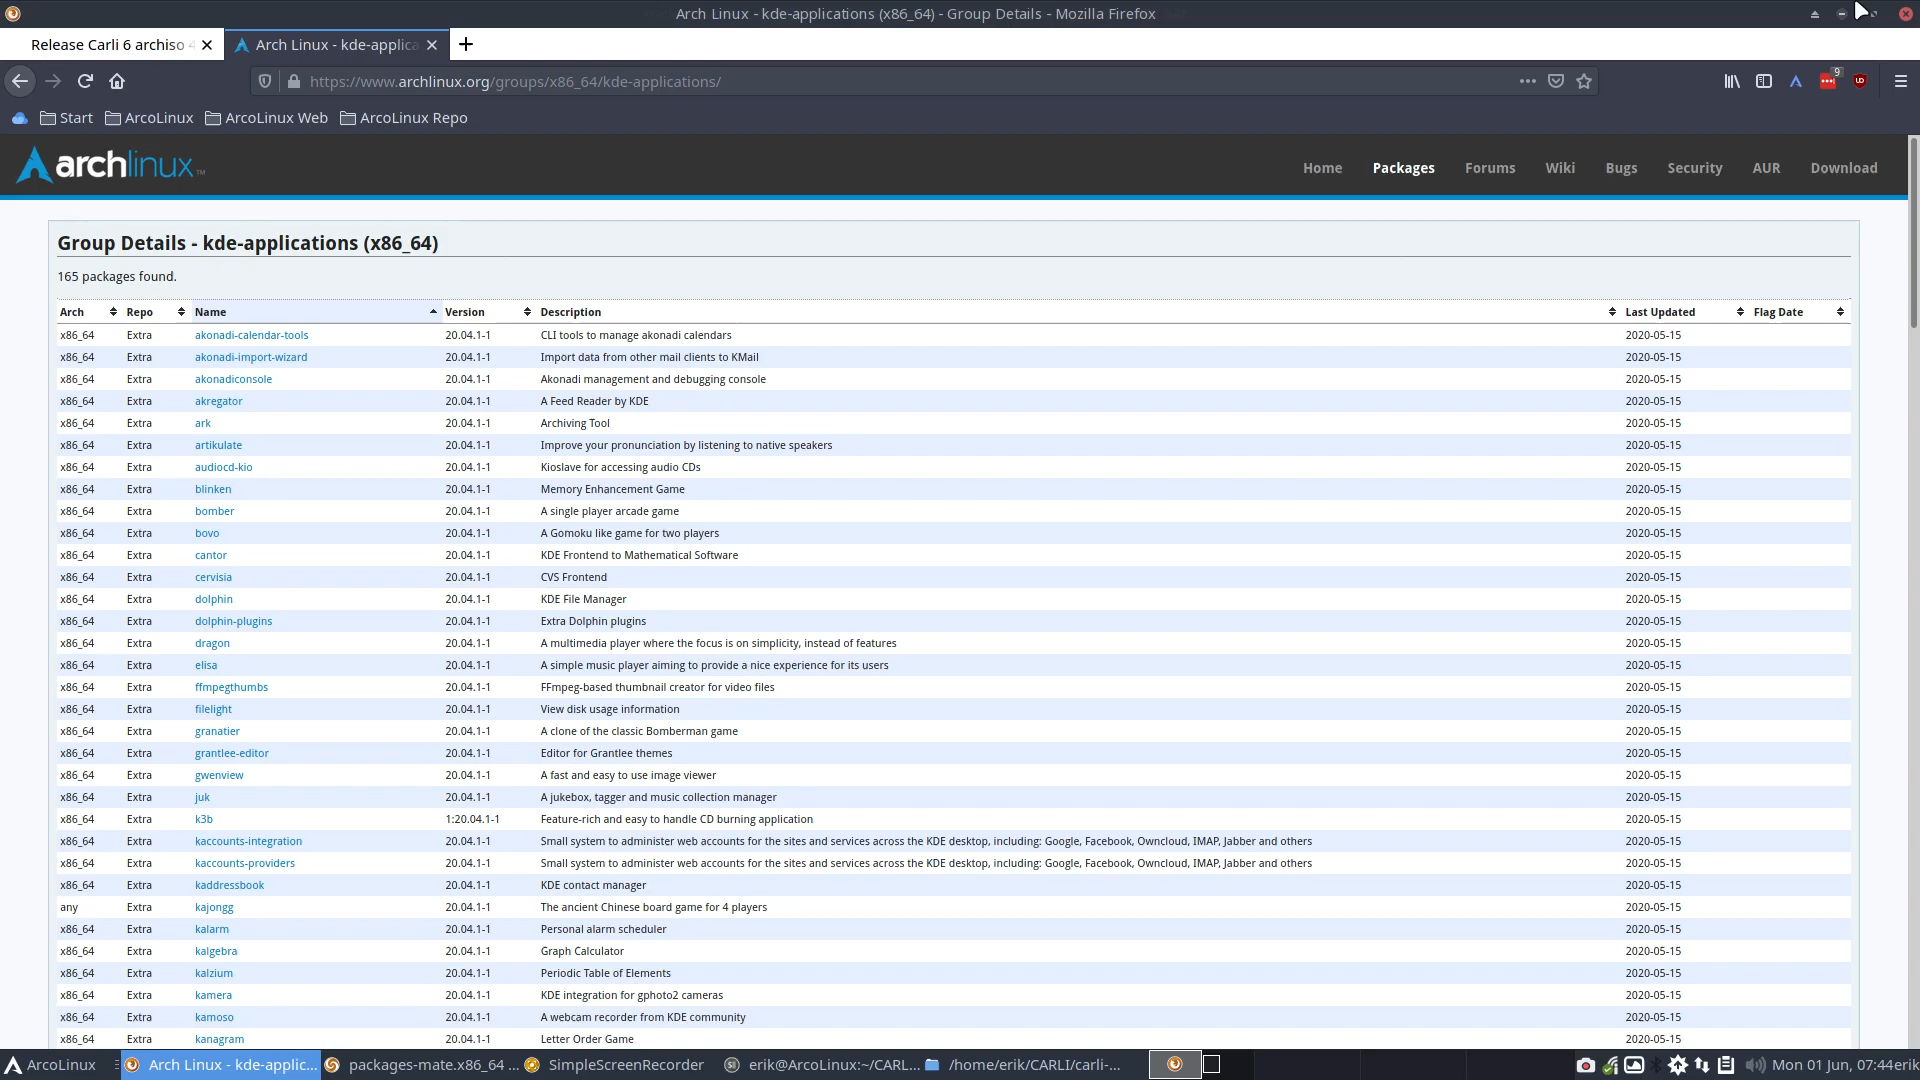 Arch Linux - kde-applications (x86_64) - Group Details - Mozilla Firefox
Release Carli 6 archiso 4
Arch Linux - kde-applica
https://www.archlinux.org/groups/x86_64/kde-applications/
9
Start ArcoLinux ArcoLinux Web ArcoLinux Repo
archlinux™
Home Packages Forums Wiki Bugs Security AUR Download
Group Details - kde-applications (x86_64)
165 packages found.
Arch Repo Name Version Description Last Updated Flag Date
x86_64 Extra akonadi-calendar-tools 20.04.1-1 CLI tools to manage akonadi calendars 2020-05-15
x86_64 Extra akonadi-import-wizard 20.04.1-1 Import data from other mail clients to KMail 2020-05-15
x86_64 Extra akonadiconsole 20.04.1-1 Akonadi management and debugging console 2020-05-15
x86_64 Extra akregator 20.04.1-1 A Feed Reader by KDE 2020-05-15
x86_64 Extra ark 20.04.1-1 Archiving Tool 2020-05-15
x86_64 Extra artikulate 20.04.1-1 Improve your pronunciation by listening to native speakers 2020-05-15
x86_64 Extra audiocd-kio 20.04.1-1 Kioslave for accessing audio CDs 2020-05-15
x86_64 Extra blinken 20.04.1-1 Memory Enhancement Game 2020-05-15
x86_64 Extra bomber 20.04.1-1 A single player arcade game 2020-05-15
x86_64 Extra bovo 20.04.1-1 A Gomoku like game for two players 2020-05-15
x86_64 Extra cantor 20.04.1-1 KDE Frontend to Mathematical Software 2020-05-15
x86_64 Extra cervisia 20.04.1-1 CVS Frontend 2020-05-15
x86_64 Extra dolphin 20.04.1-1 KDE File Manager 2020-05-15
x86_64 Extra dolphin-plugins 20.04.1-1 Extra Dolphin plugins 2020-05-15
x86_64 Extra dragon 20.04.1-1 A multimedia player where the focus is on simplicity, instead of features 2020-05-15
x86_64 Extra elisa 20.04.1-1 A simple music player aiming to provide a nice experience for its users 2020-05-15
x86_64 Extra ffmpegthumbs 20.04.1-1 FFmpeg-based thumbnail creator for video files 2020-05-15
x86_64 Extra filelight 20.04.1-1 View disk usage information 2020-05-15
x86_64 Extra granatier 20.04.1-1 A clone of the classic Bomberman game 2020-05-15
x86_64 Extra grantlee-editor 20.04.1-1 Editor for Grantlee themes 2020-05-15
x86_64 Extra gwenview 20.04.1-1 A fast and easy to use image viewer 2020-05-15
x86_64 Extra juk 20.04.1-1 A jukebox, tagger and music collection manager 2020-05-15
x86_64 Extra k3b 1:20.04.1-1 Feature-rich and easy to handle CD burning application 2020-05-15
x86_64 Extra kaccounts-integration 20.04.1-1 Small system to administer web accounts for the sites and services across the KDE desktop, including: Google, Facebook, Owncloud, IMAP, Jabber and others 2020-05-15
x86_64 Extra kaccounts-providers 20.04.1-1 Small system to administer web accounts for the sites and services across the KDE desktop, including: Google, Facebook, Owncloud, IMAP, Jabber and others 2020-05-15
x86_64 Extra kaddressbook 20.04.1-1 KDE contact manager 2020-05-15
any Extra kajongg 20.04.1-1 The ancient Chinese board game for 4 players 2020-05-15
x86_64 Extra kalarm 20.04.1-1 Personal alarm scheduler 2020-05-15
x86_64 Extra kalgebra 20.04.1-1 Graph Calculator 2020-05-15
x86_64 Extra kalzium 20.04.1-1 Periodic Table of Elements 2020-05-15
x86_64 Extra kamera 20.04.1-1 KDE integration for gphoto2 cameras 2020-05-15
x86_64 Extra kamoso 20.04.1-1 A webcam recorder from KDE community 2020-05-15
x86_64 Extra kanagram 20.04.1-1 Letter Order Game 2020-05-15
ArcoLinux Arch Linux - kde-applic... packages-mate.x86_64 ... SimpleScreenRecorder erik@ArcoLinux:~/CARL... /home/erik/CARLI/carli-... Mon 01 Jun, 07:44 erik